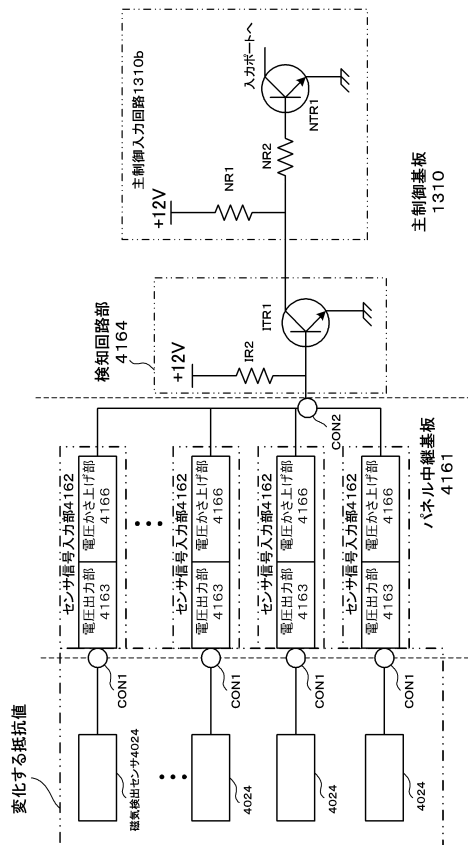 変化する抵抗値
磁気検出センサ4024
4024
4024
4024
CON1
CON1
CON1
CON1
センサ信号入力部4162
電圧出力部
4163
電圧かさ上げ部
4166
センサ信号入力部4162
電圧出力部
4163
電圧かさ上げ部
4166
センサ信号入力部4162
電圧出力部
4163
電圧かさ上げ部
4166
センサ信号入力部4162
電圧出力部
4163
電圧かさ上げ部
4166
パネル中継基板
4161
CON2
検知回路部
4164
+12V
IR2
ITR1
主制御入力回路1310b
+12V
NR1
NR2
NTR1
入力ポートへ
主制御基板
1310